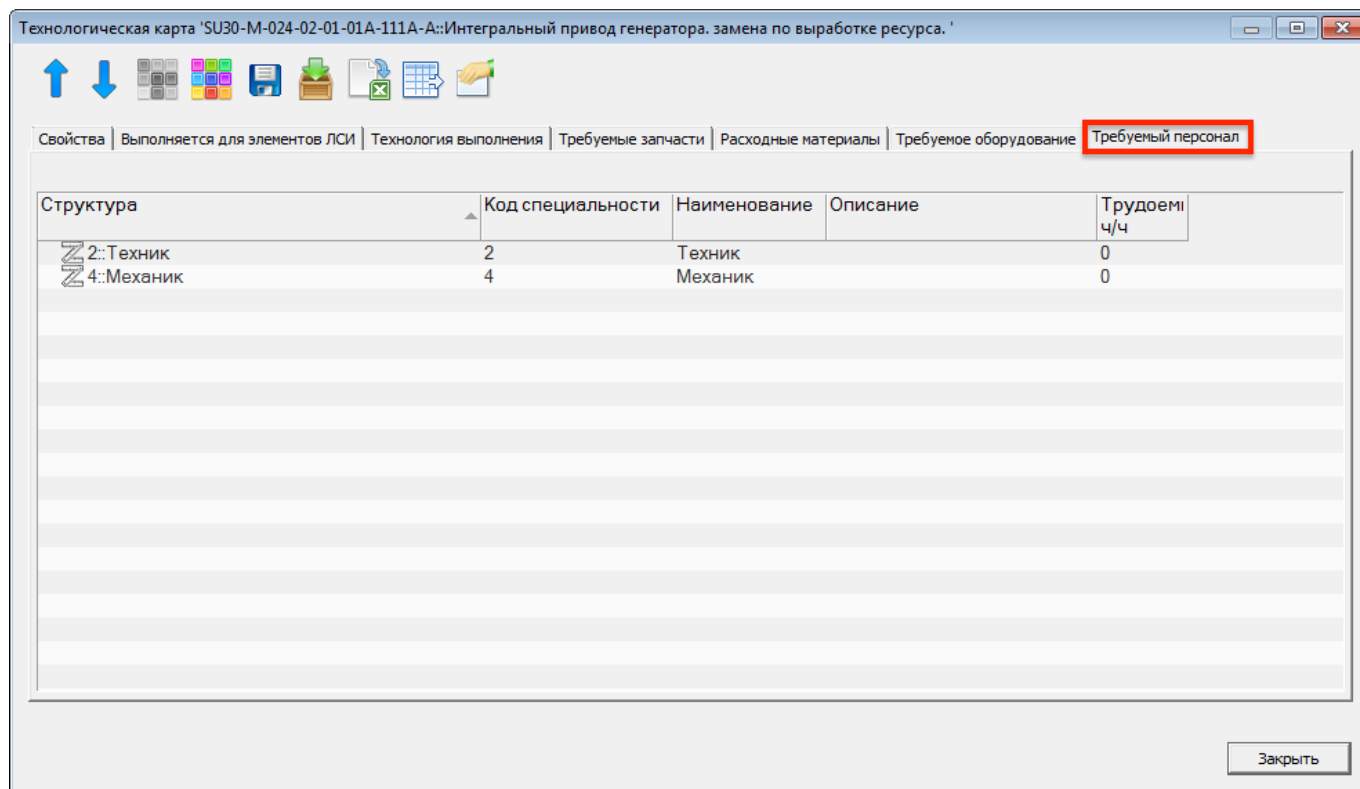 Технологическая карта 'SU30-M-024-02-01-01A-111A-A::Интегральный привод генератора. замена по выработке ресурса. '
Свойства Выполняется для элементов ЛСИ Технология выполнения Требуемые запчасти Расходные материалы Требуемое оборудование Требуемый персонал
Структура Код специальности Наименование Описание Трудоемı
ч/ч
2::Техник 2 Техник 0
4::Механик 4 Механик 0
Закрыть